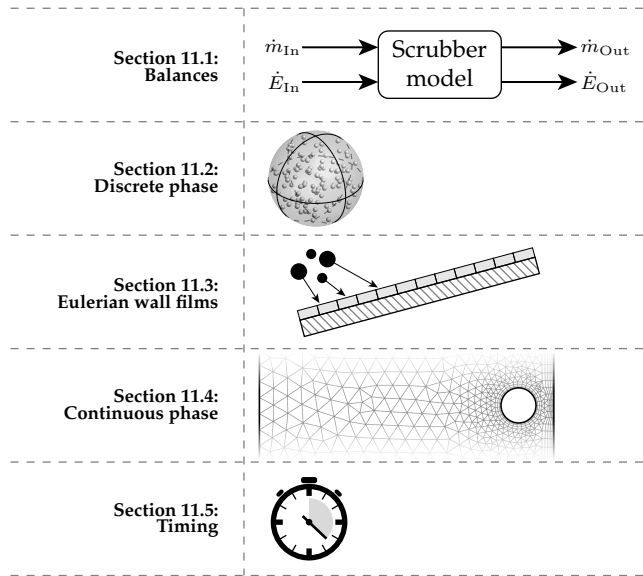 Section 11.1:
Balances
ṁIn
ĖIn
Scrubber
model
ṁOut
ĖOut
Section 11.2:
Discrete phase
Section 11.3:
Eulerian wall films
Section 11.4:
Continuous phase
Section 11.5:
Timing